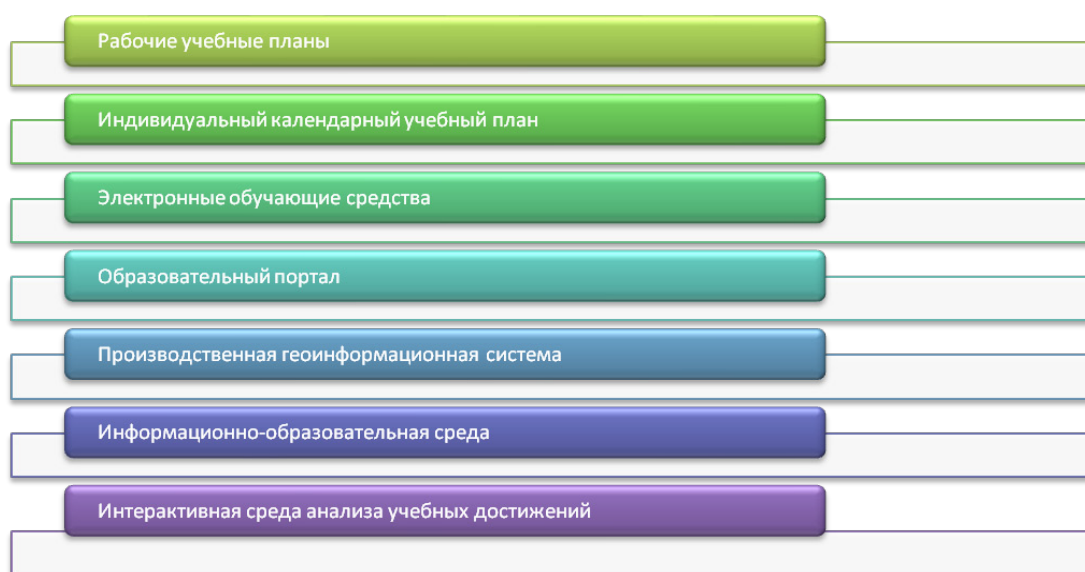 Рабочие учебные планы
Индивидуальный календарный учебный план
Электронные обучающие средства
Образовательный портал
Производственная геоинформационная система
Информационно-образовательная среда
Интерактивная среда анализа учебных достижений